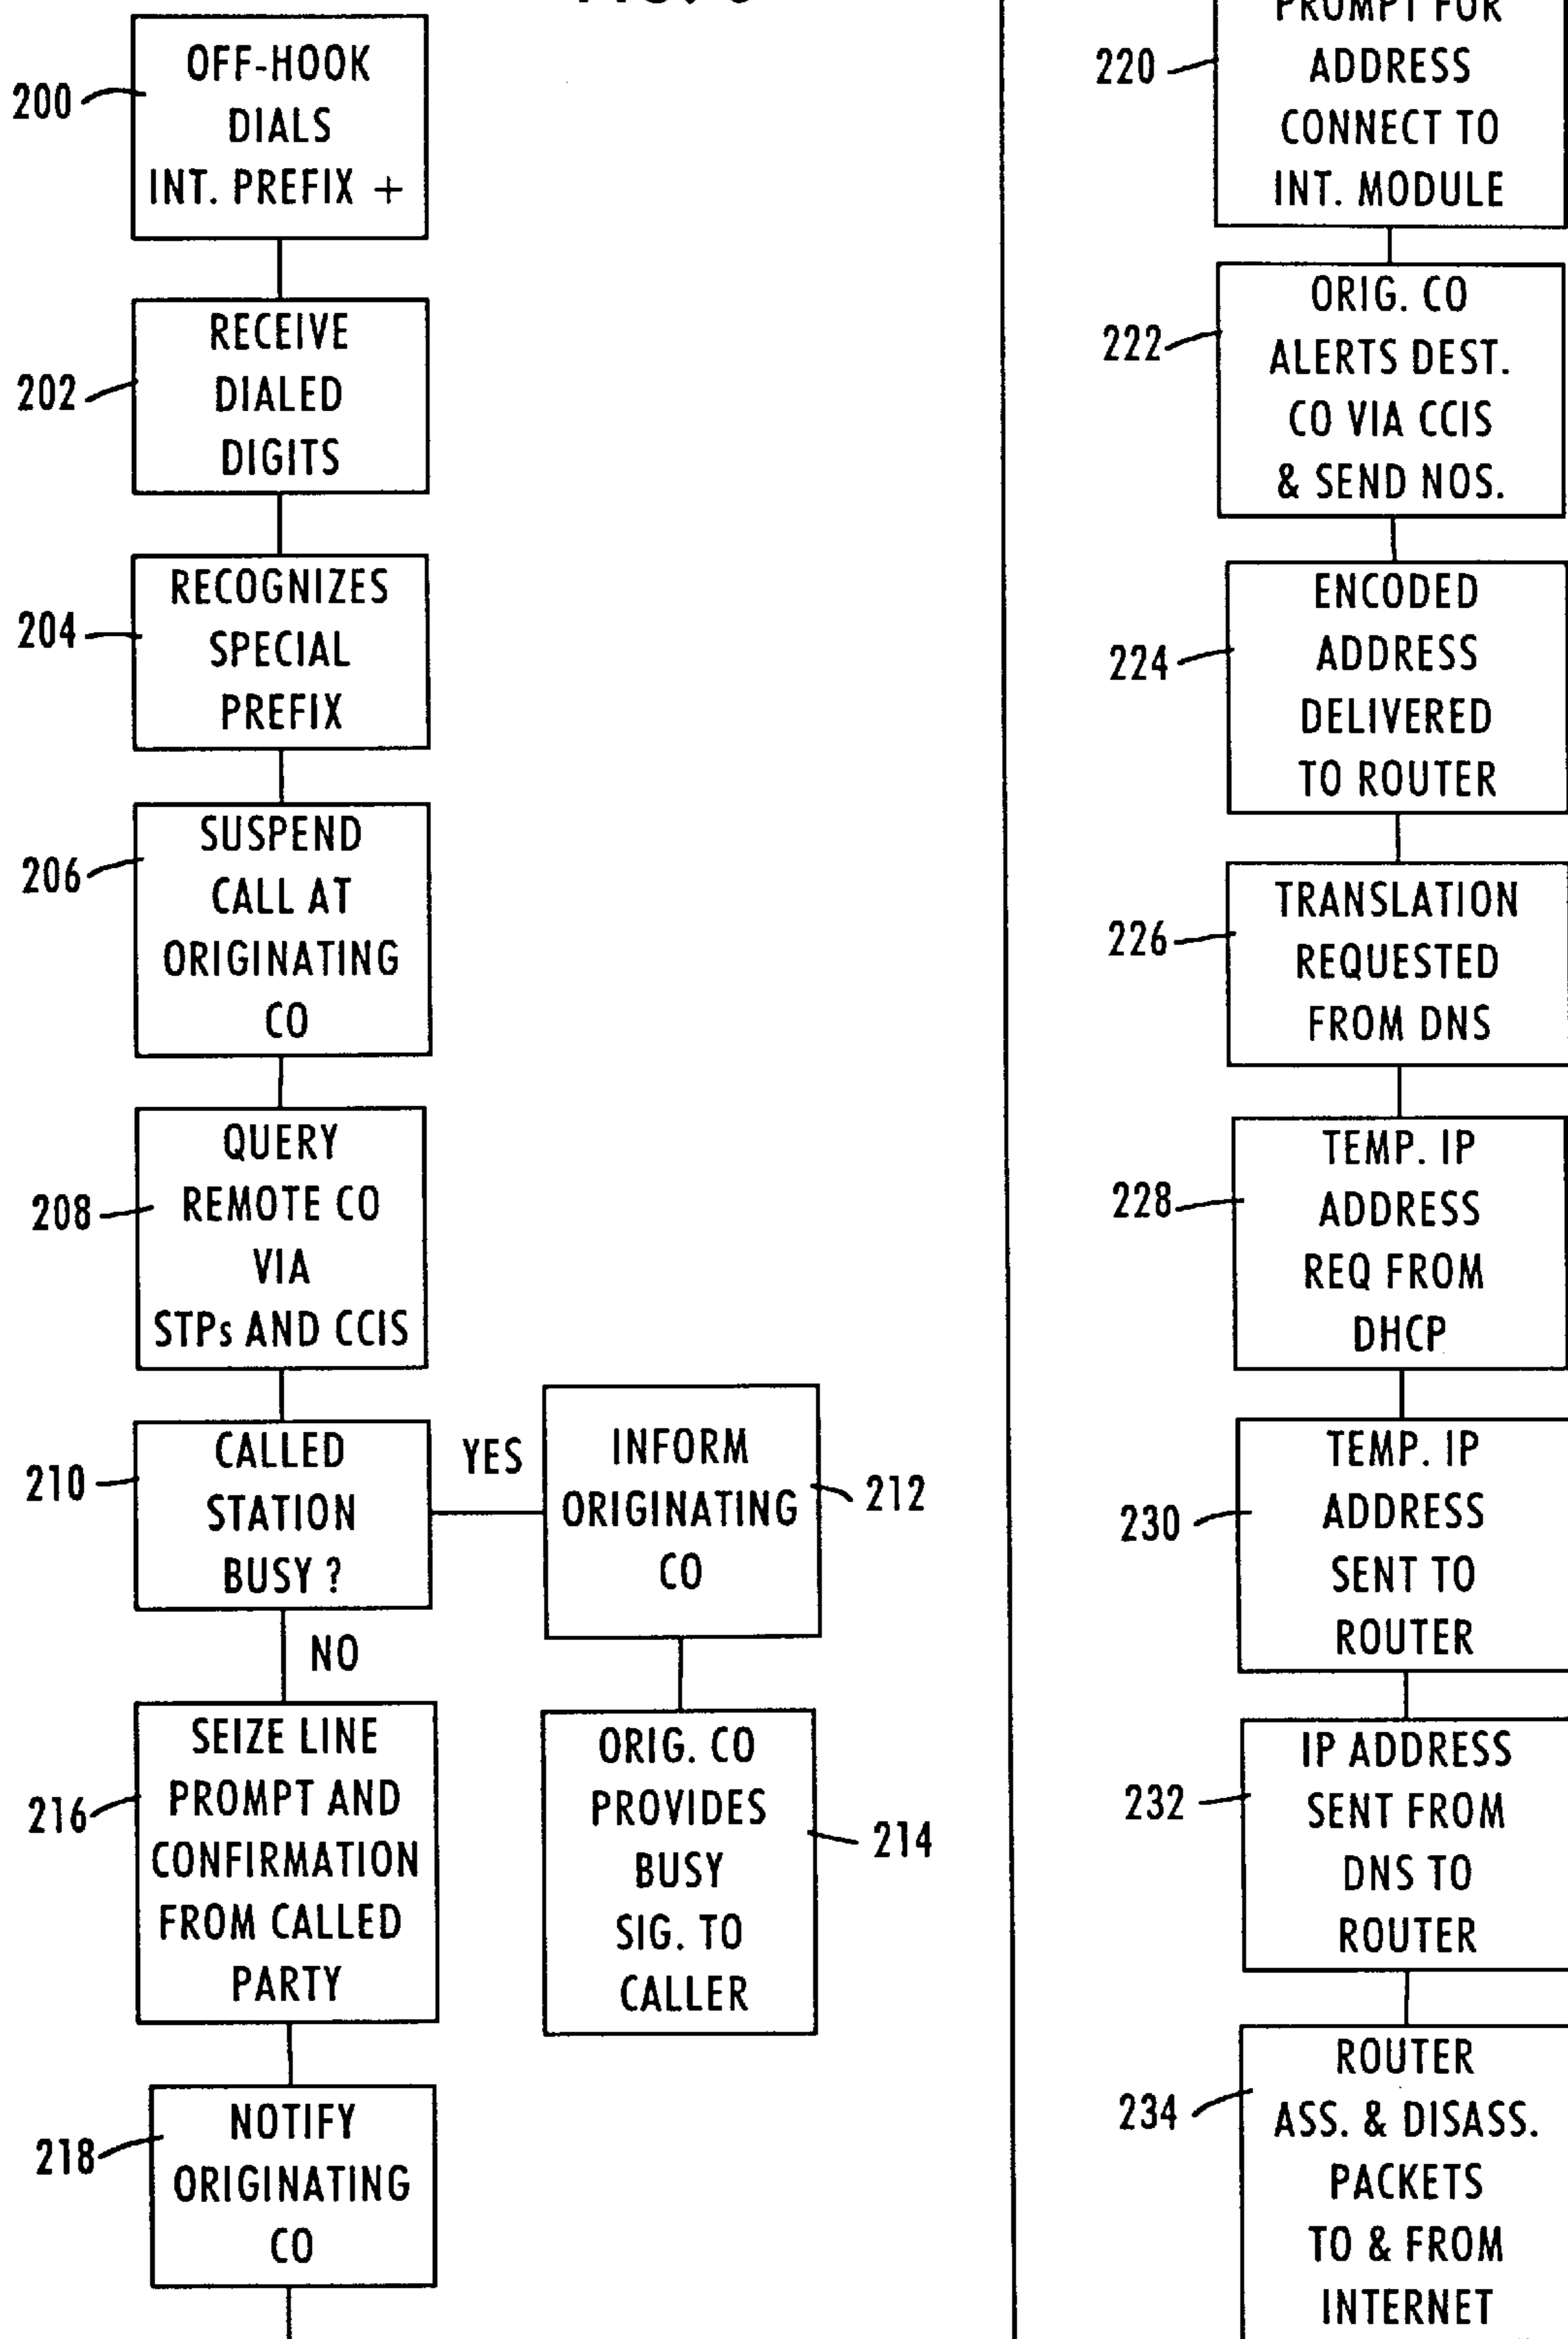 200
OFF-HOOK
DIALS
INT. PREFIX +
202
RECEIVE
DIALED
DIGITS
204
RECOGNIZES
SPECIAL
PREFIX
206
SUSPEND
CALL AT
ORIGINATING
CO
208
QUERY
REMOTE CO
VIA
STPs AND CCIS
210
CALLED
STATION
BUSY ?
YES
INFORM
ORIGINATING
CO
212
NO
ORIG. CO
PROVIDES
BUSY
SIG. TO
CALLER
214
216
SEIZE LINE
PROMPT AND
CONFIRMATION
FROM CALLED
PARTY
218
NOTIFY
ORIGINATING
CO
220
PROMPT FOR
ADDRESS
CONNECT TO
INT. MODULE
222
ORIG. CO
ALERTS DEST.
CO VIA CCIS
& SEND NOS.
224
ENCODED
ADDRESS
DELIVERED
TO ROUTER
226
TRANSLATION
REQUESTED
FROM DNS
228
TEMP. IP
ADDRESS
REQ FROM
DHCP
230
TEMP. IP
ADDRESS
SENT TO
ROUTER
232
IP ADDRESS
SENT FROM
DNS TO
ROUTER
234
ROUTER
ASS. & DISASS.
PACKETS
TO & FROM
INTERNET